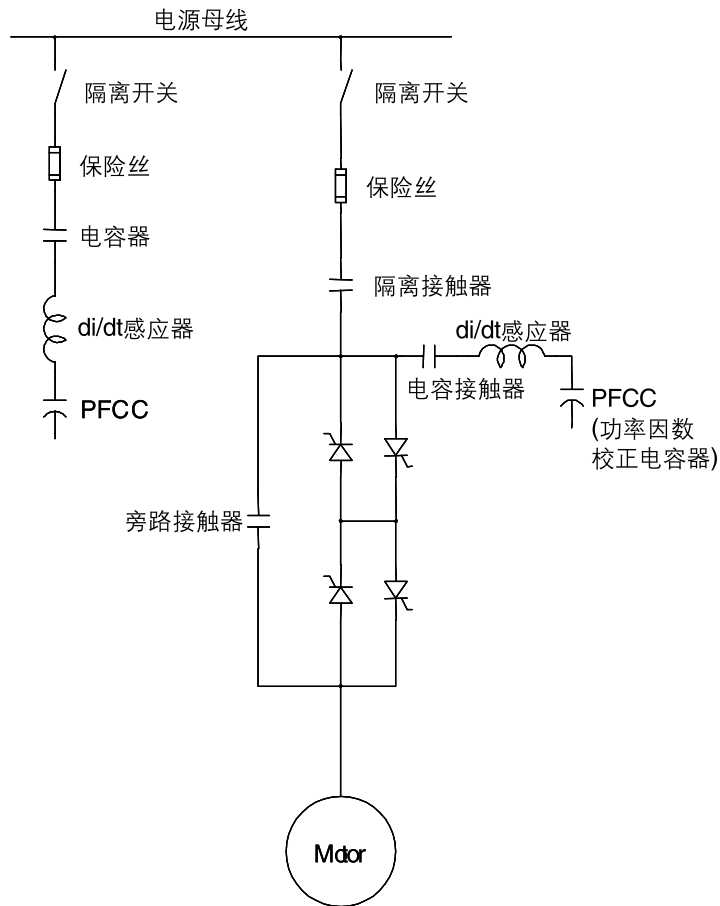 电源母线
隔离开关
隔离开关
保险丝
保险丝
电容器
隔离接触器
di/dt感应器
di/dt感应器
电容接触器
PFCC
PFCC
(功率因数
校正电容器)
旁路接触器
Motor